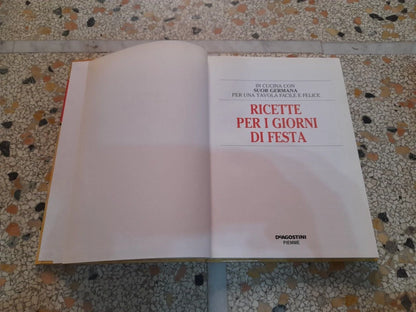 IN CUCINA CON
SUOR GERMANA
PER UNA TAVOLA FACILE E FELICE
RICETTE
PER I GIORNI
DI FESTA
DEAGOSTINI
PIEMME